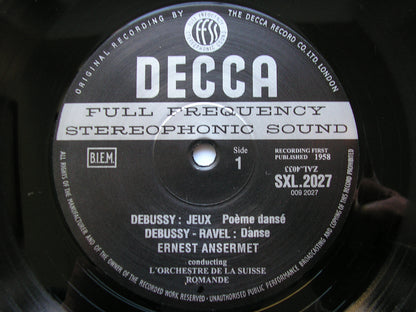 ORIGINAL RECORDING BY
THE DECCA RECORD CO. LTD. LONDON
FFSS
DECCA
FULL FREQUENCY
STEREOPHONIC SOUND
B.I.E.M.
Side
1
RECORDING FIRST
PUBLISHED 1958
ZAL.4033
SXL.2027
009 2027
DEBUSSY : JEUX Poème dansé
DEBUSSY - RAVEL : Danse
ERNEST ANSERMET
conducting
L'ORCHESTRE DE LA SUISSE
ROMANDE
ALL RIGHTS OF THE MANUFACTURER AND OF THE OWNER OF THE RECORDED WORK RESERVED · UNAUTHORISED PUBLIC PERFORMANCE BROADCASTING AND COPYING OF THIS RECORD PROHIBITED